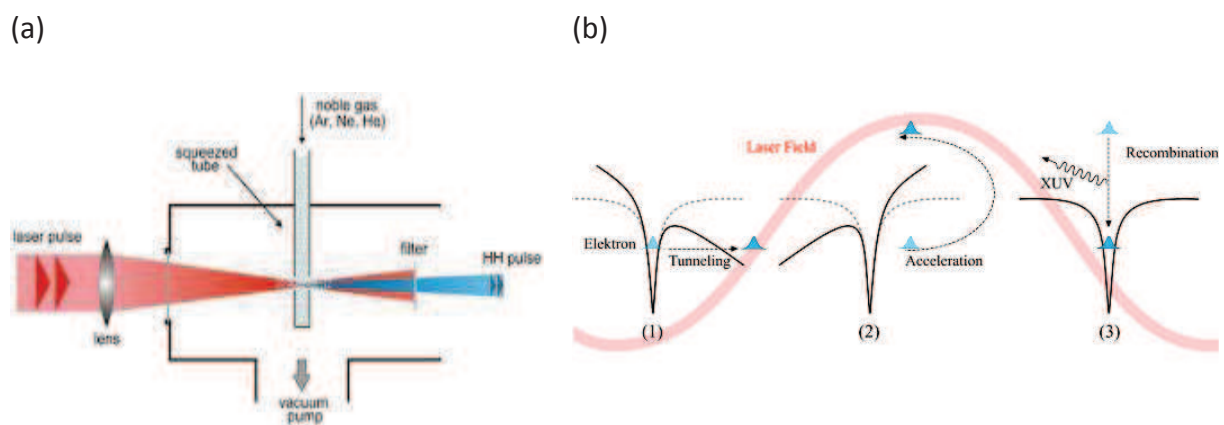 (a)
(b)
noble gas
(Ar, Ne, He)
squeezed
tube
laser pulse
filter
HH pulse
lens
vacuum
pump
Laser Field
Recombination
XUV
Elektron
Tunneling
Acceleration
(1)
(2)
(3)